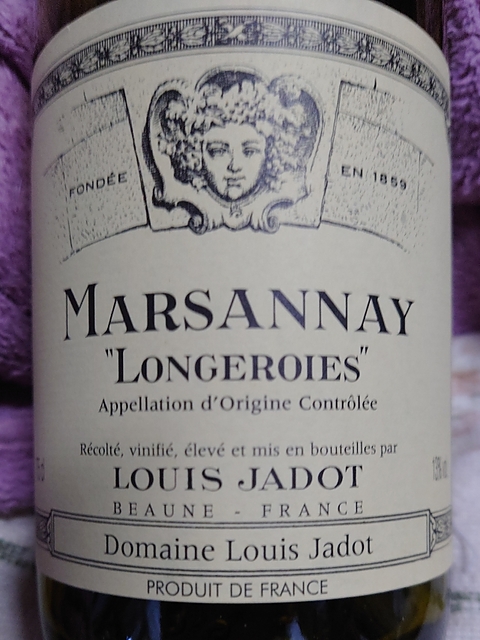 FONDÉE EN 1859
MARSANNAY
"LONGEROIES"
Appellation d'Origine Contrôlée
Récolté, vinifié, élevé et mis en bouteilles par
LOUIS JADOT
BEAUNE - FRANCE
Domaine Louis Jadot
PRODUIT DE FRANCE